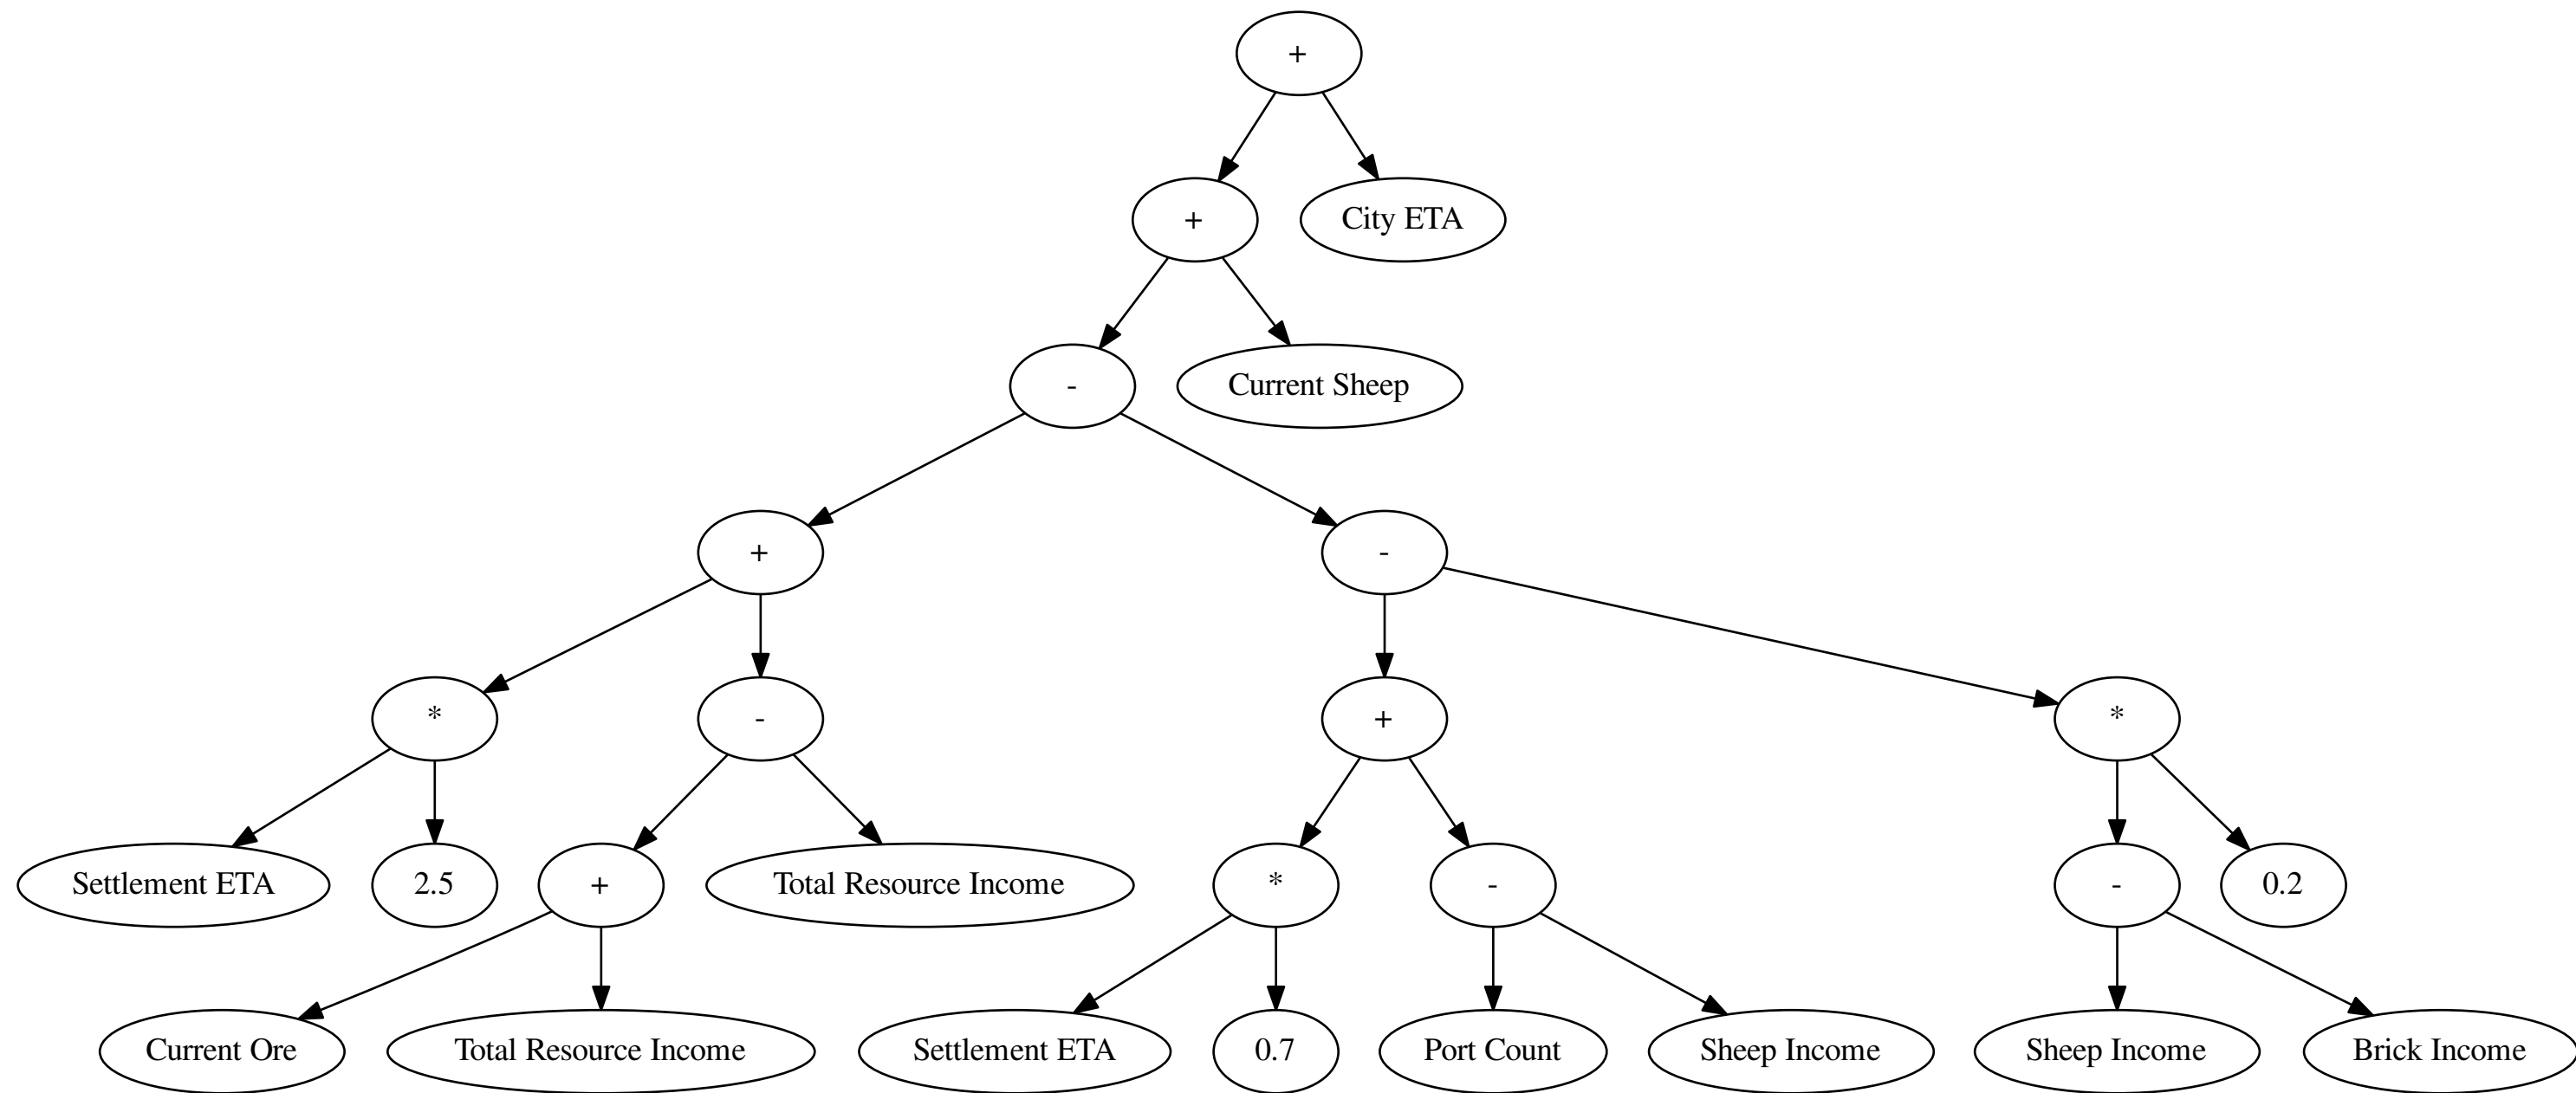 +
+
City ETA
-
Current Sheep
+
-
*
-
+
*
Settlement ETA
2.5
+
Total Resource Income
*
-
-
0.2
Current Ore
Total Resource Income
Settlement ETA
0.7
Port Count
Sheep Income
Sheep Income
Brick Income